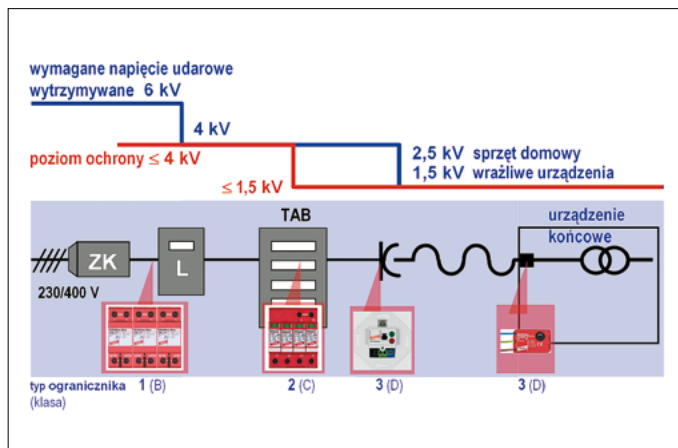 wymagane napięcie udarowe
wytrzymywane 6 kV
4 kV
poziom ochrony ≤ 4 kV
2,5 kV sprzęt domowy
1,5 kV wrażliwe urządzenia
≤ 1,5 kV
TAB
urządzenie
końcowe
ZK
L
230/400 V
typ ogranicznika 1 (B) 2 (C) 3 (D) 3 (D)
(klasa)